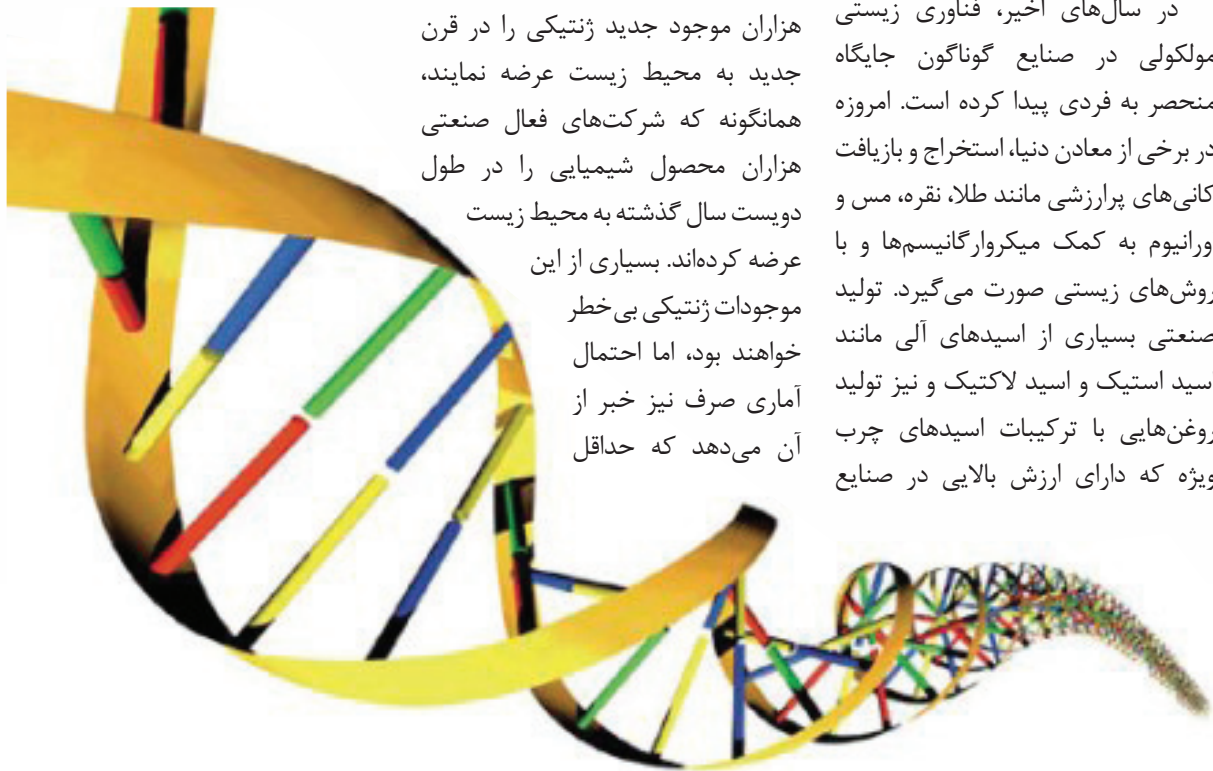 در سال‌های اخیر، فناوری زیستی
مولکولی در صنایع گوناگون جایگاه
منحصر به فردی پیدا کرده است. امروزه
در برخی از معادن دنیا، استخراج و بازیافت
کانی‌های پرارزشی مانند طلا، نقره، مس و
اورانیوم به کمک میکروارگانیسم‌ها و با
روش‌های زیستی صورت می‌گیرد. تولید
صنعتی بسیاری از اسیدهای آلی مانند
اسید استیک و اسید لاکتیک و نیز تولید
روغن‌هایی با ترکیبات اسیدهای چرب
ویژه که دارای ارزش بالایی در صنایع
هزاران موجود جدید ژنتیکی را در قرن
جدید به محیط زیست عرضه نمایند،
همانگونه که شرکت‌های فعال صنعتی
هزاران محصول شیمیایی را در طول
دویست سال گذشته به محیط زیست
عرضه کرده‌اند. بسیاری از این
موجودات ژنتیکی بی‌خطر
خواهند بود، اما احتمال
آماری صرف نیز خبر از
آن می‌دهد که حداقل